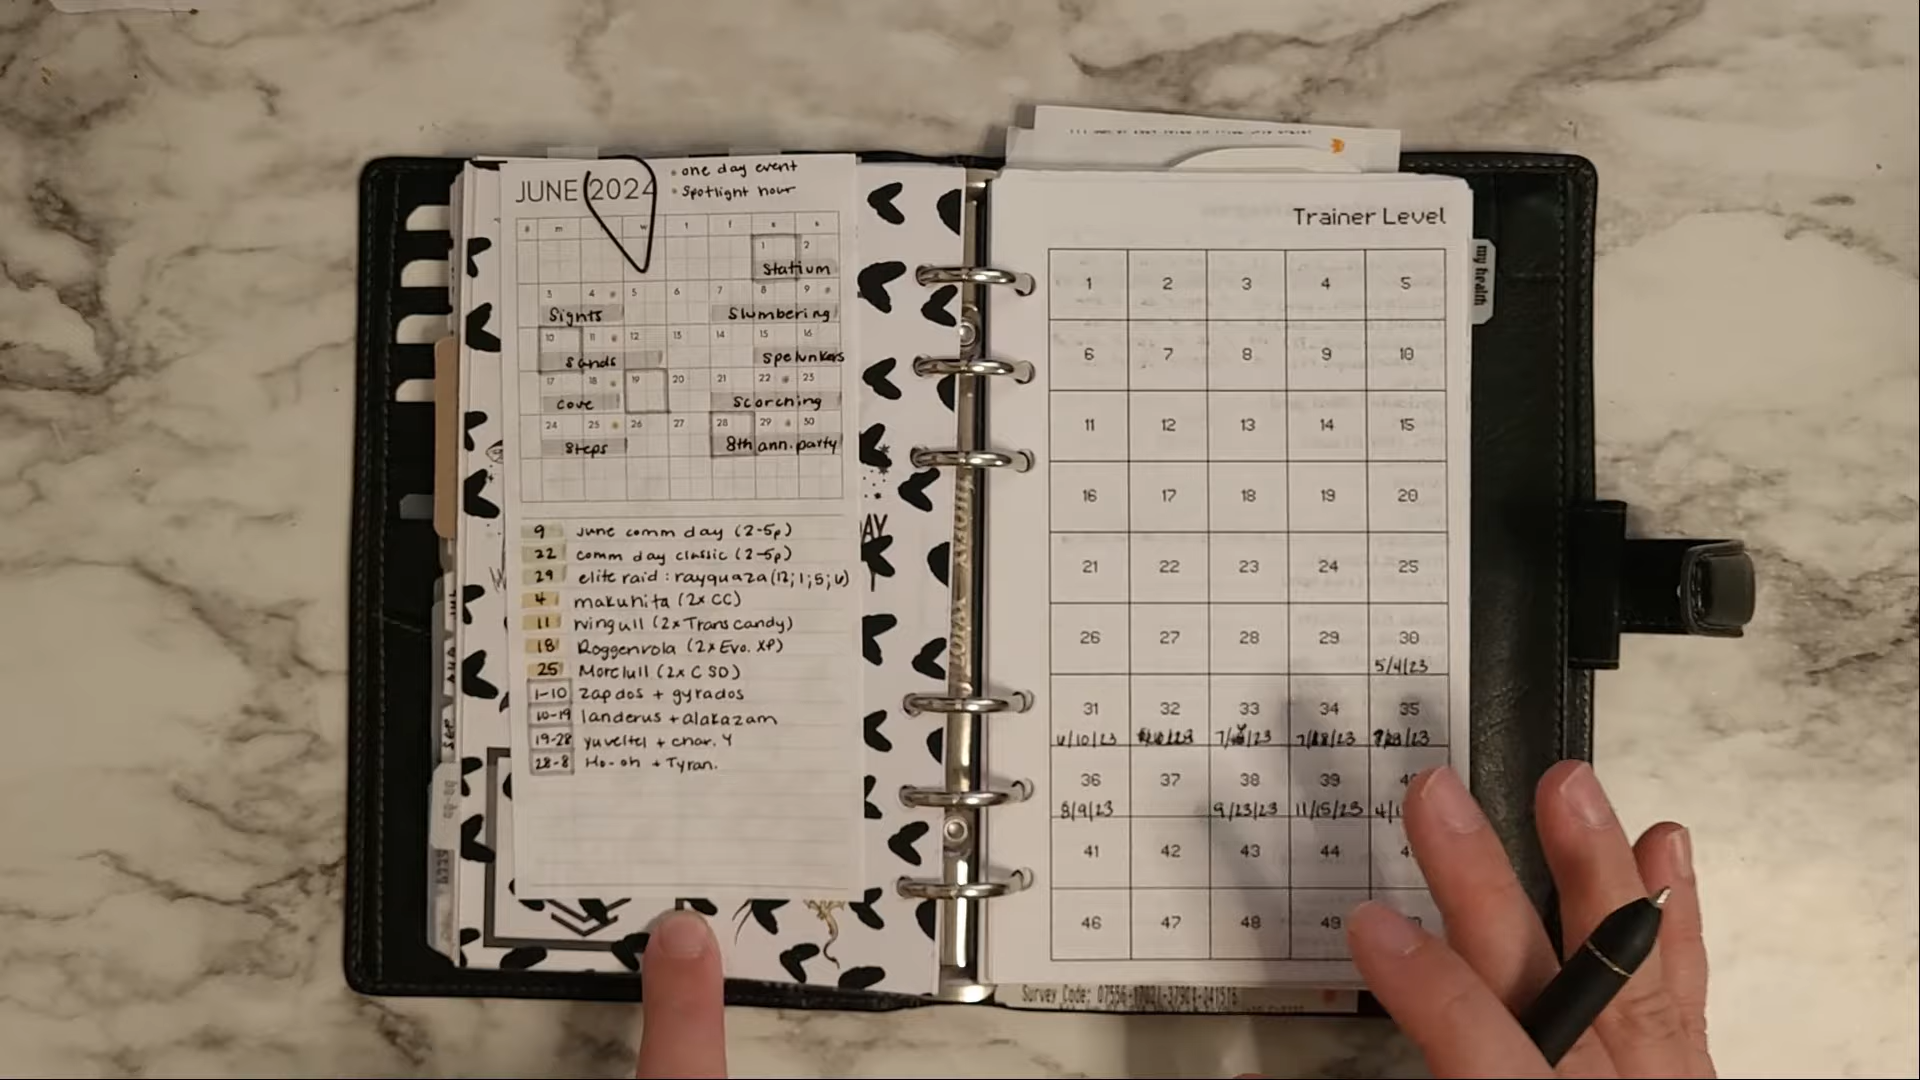 JUNE 2024
one day event
spotlight hour
m w t f s s
1 2
statium
3 4 5 6 7 8 9
Sights Slumbering
10 11 12 13 14 15 16
sands spelunkers
17 18 19 20 21 22 23
cove scorching
24 25 26 27 28 29 30
steps 8th ann. party
9 june comm day (2-5p)
22 comm day classic (2-5p)
29 elite raid: rayquaza (12; 1; 5; 6)
4 makuhita (2x CC)
11 wingull (2x Trans candy)
18 Roggenrola (2x Evo. XP)
25 Morelull (2x C SD)
1-10 Zapdos + gyrados
10-19 landerus + alakazam
19-28 yuveltel + char. Y
28-8 Ho-oh + Tyran.
Trainer Level
1 2 3 4 5
6 7 8 9 10
11 12 13 14 15
16 17 18 19 20
21 22 23 24 25
26 27 28 29 30
5/4/23
31 32 33 34 35
6/10/23
36 37 38 39
8/9/23 9/23/23 11/15/23
41 42 43 44
46 47 48 49
my health
SEP
Survey Code: